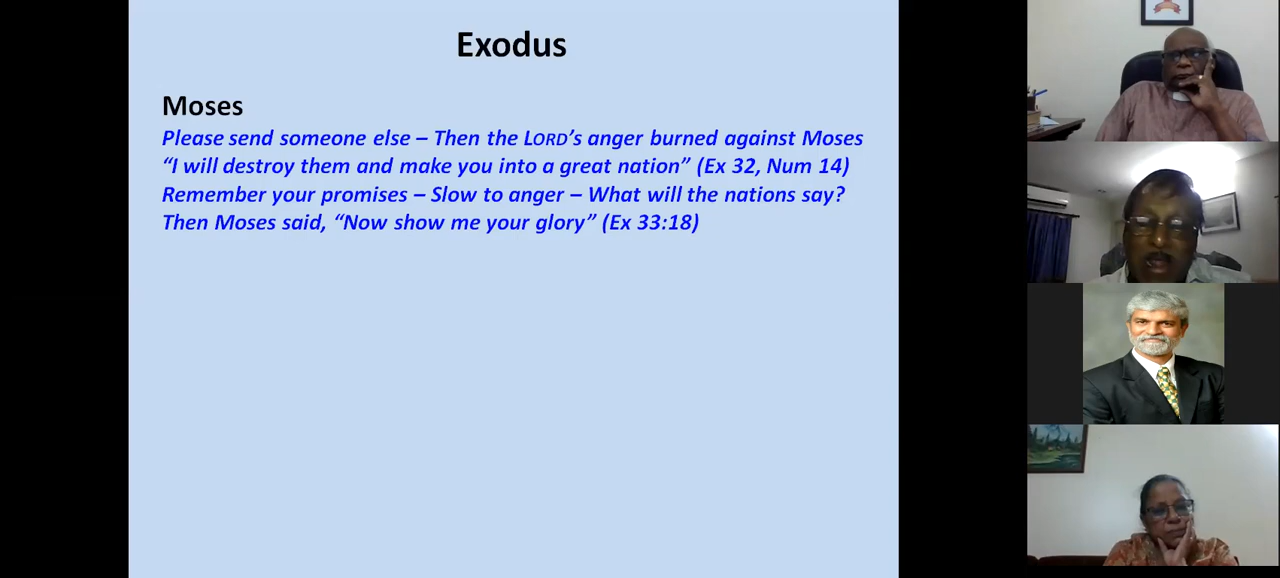 Exodus
Moses
Please send someone else – Then the LORD's anger burned against Moses
“I will destroy them and make you into a great nation” (Ex 32, Num 14)
Remember your promises – Slow to anger – What will the nations say?
Then Moses said, “Now show me your glory” (Ex 33:18)